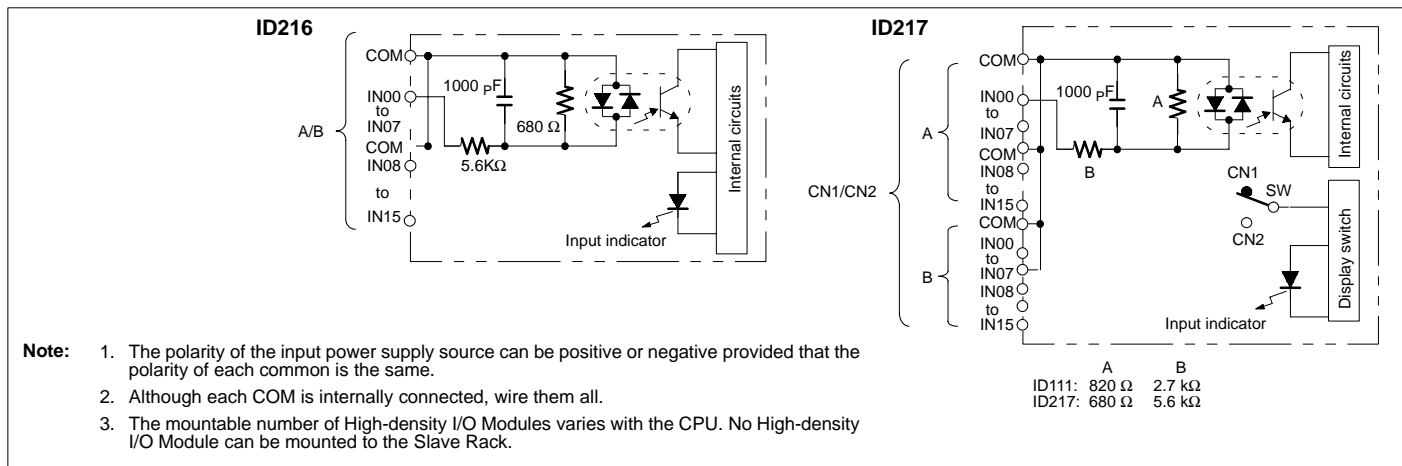 ID216
COM
IN00
to
IN07
COM
IN08
to
IN15
A/B
1000 PF
680 Ω
5.6KΩ
Internal circuits
Input indicator
ID217
CN1/CN2
A
B
COM
IN00
to
IN07
COM
IN08
to
IN15
COM
IN00
to
IN07
IN08
to
IN15
1000 PF
A
B
Internal circuits
CN1
SW
CN2
Display switch
Input indicator
A B
ID111: 820 Ω 2.7 kΩ
ID217: 680 Ω 5.6 kΩ
Note: 1. The polarity of the input power supply source can be positive or negative provided that the
polarity of each common is the same.
2. Although each COM is internally connected, wire them all.
3. The mountable number of High-density I/O Modules varies with the CPU. No High-density
I/O Module can be mounted to the Slave Rack.